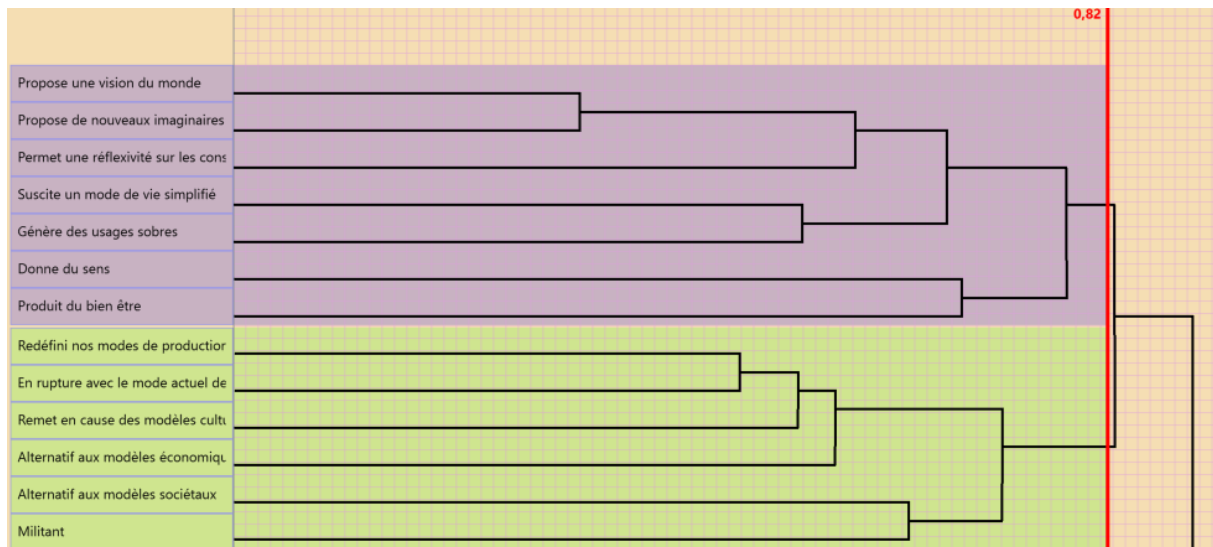 0,82
Propose une vision du monde
Propose de nouveaux imaginaires
Permet une réflexivité sur les cons
Suscite un mode de vie simplifié
Génère des usages sobres
Donne du sens
Produit du bien être
Redéfini nos modes de production
En rupture avec le mode actuel de
Remet en cause des modèles cultu
Alternatif aux modèles économiqu
Alternatif aux modèles sociétaux
Militant